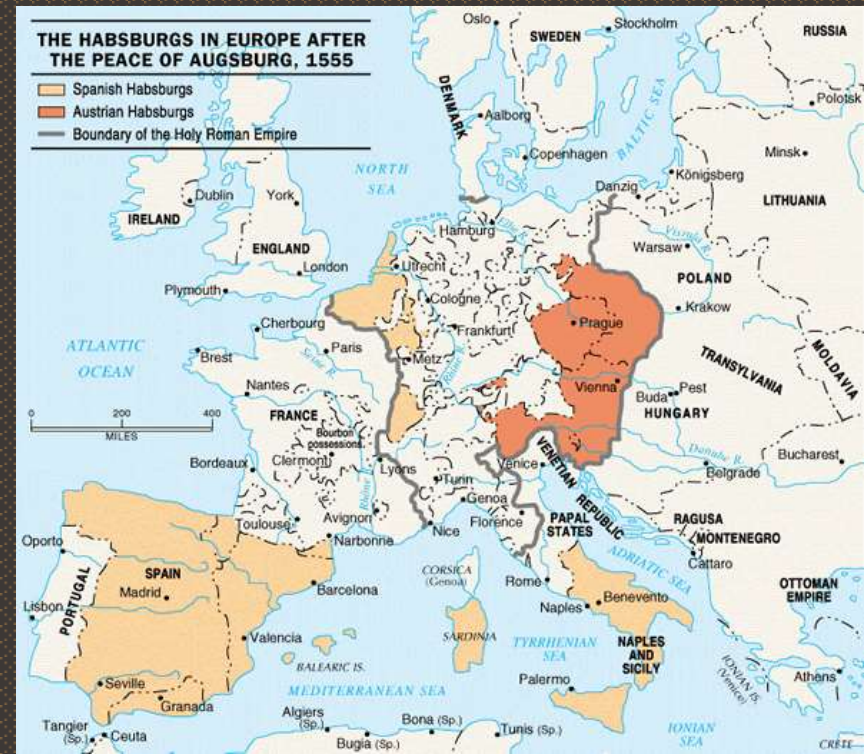 THE HABSBURGS IN EUROPE AFTER
THE PEACE OF AUGSBURG, 1555
Spanish Habsburgs
Austrian Habsburgs
Boundary of the Holy Roman Empire
Oslo
Stockholm
SWEDEN
RUSSIA
DENMARK
BALTIC SEA
Polotsk
Aalborg
Minsk
Copenhagen
NORTH
SEA
Königsberg
Danzig
LITHUANIA
Dublin
York
IRELAND
Hamburg
Elbe R.
Vistula R.
Warsaw
ENGLAND
London
Utrecht
POLAND
Plymouth
Cologne
Krakow
Cherbourg
Frankfurt
Prague
ATLANTIC
OCEAN
Paris
Brest
Seine R.
Metz
Rhine R.
TRANSYLVANIA
MOLDAVIA
Nantes
Vienna
Buda
Pest
HUNGARY
0
200
400
MILES
FRANCE
Bourbon
possessions
Clermont
Bordeaux
Lyons
Venice
VENETIAN REPUBLIC
Danube R.
Bucharest
Belgrade
Turin
Genoa
Rhône R.
Avignon
Florence
PAPAL
STATES
RAGUSA
Toulouse
Nice
Narbonne
MONTENEGRO
Oporto
ADRIATIC SEA
Cattaro
CORSICA
(Genoa)
SPAIN
Madrid
Barcelona
Rome
OTTOMAN
EMPIRE
PORTUGAL
Lisbon
Naples
Benevento
Valencia
SARDINIA
TYRRHENIAN
SEA
NAPLES
AND
SICILY
BALEARIC IS.
IONIAN IS.
(Venice)
Palermo
Athens
Seville
Granada
MEDITERRANEAN SEA
Tangier
(Sp.)
Ceuta
Algiers
(Sp.)
Bugia (Sp.)
Bona (Sp.)
Tunis (Sp.)
IONIAN
SEA
CRETE